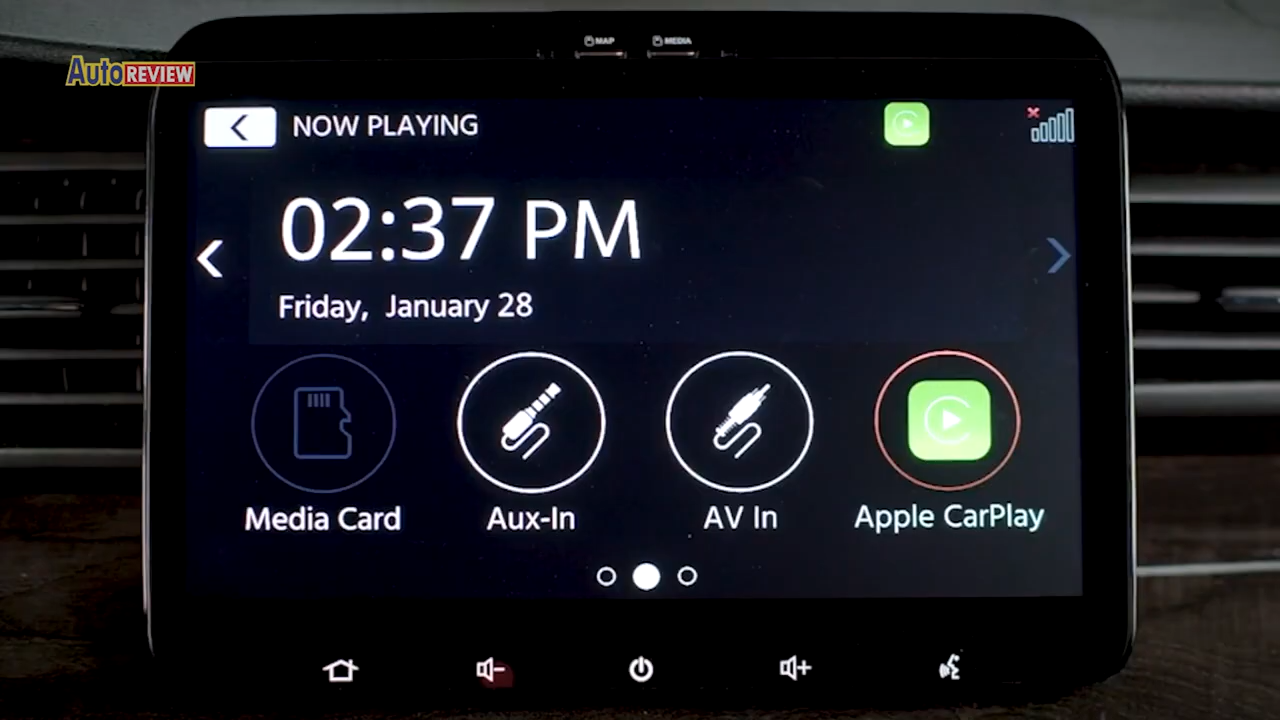 MAP MEDIA
AutoREVIEW
NOW PLAYING
02:37 PM
Friday, January 28
Media Card Aux-In AV In Apple CarPlay